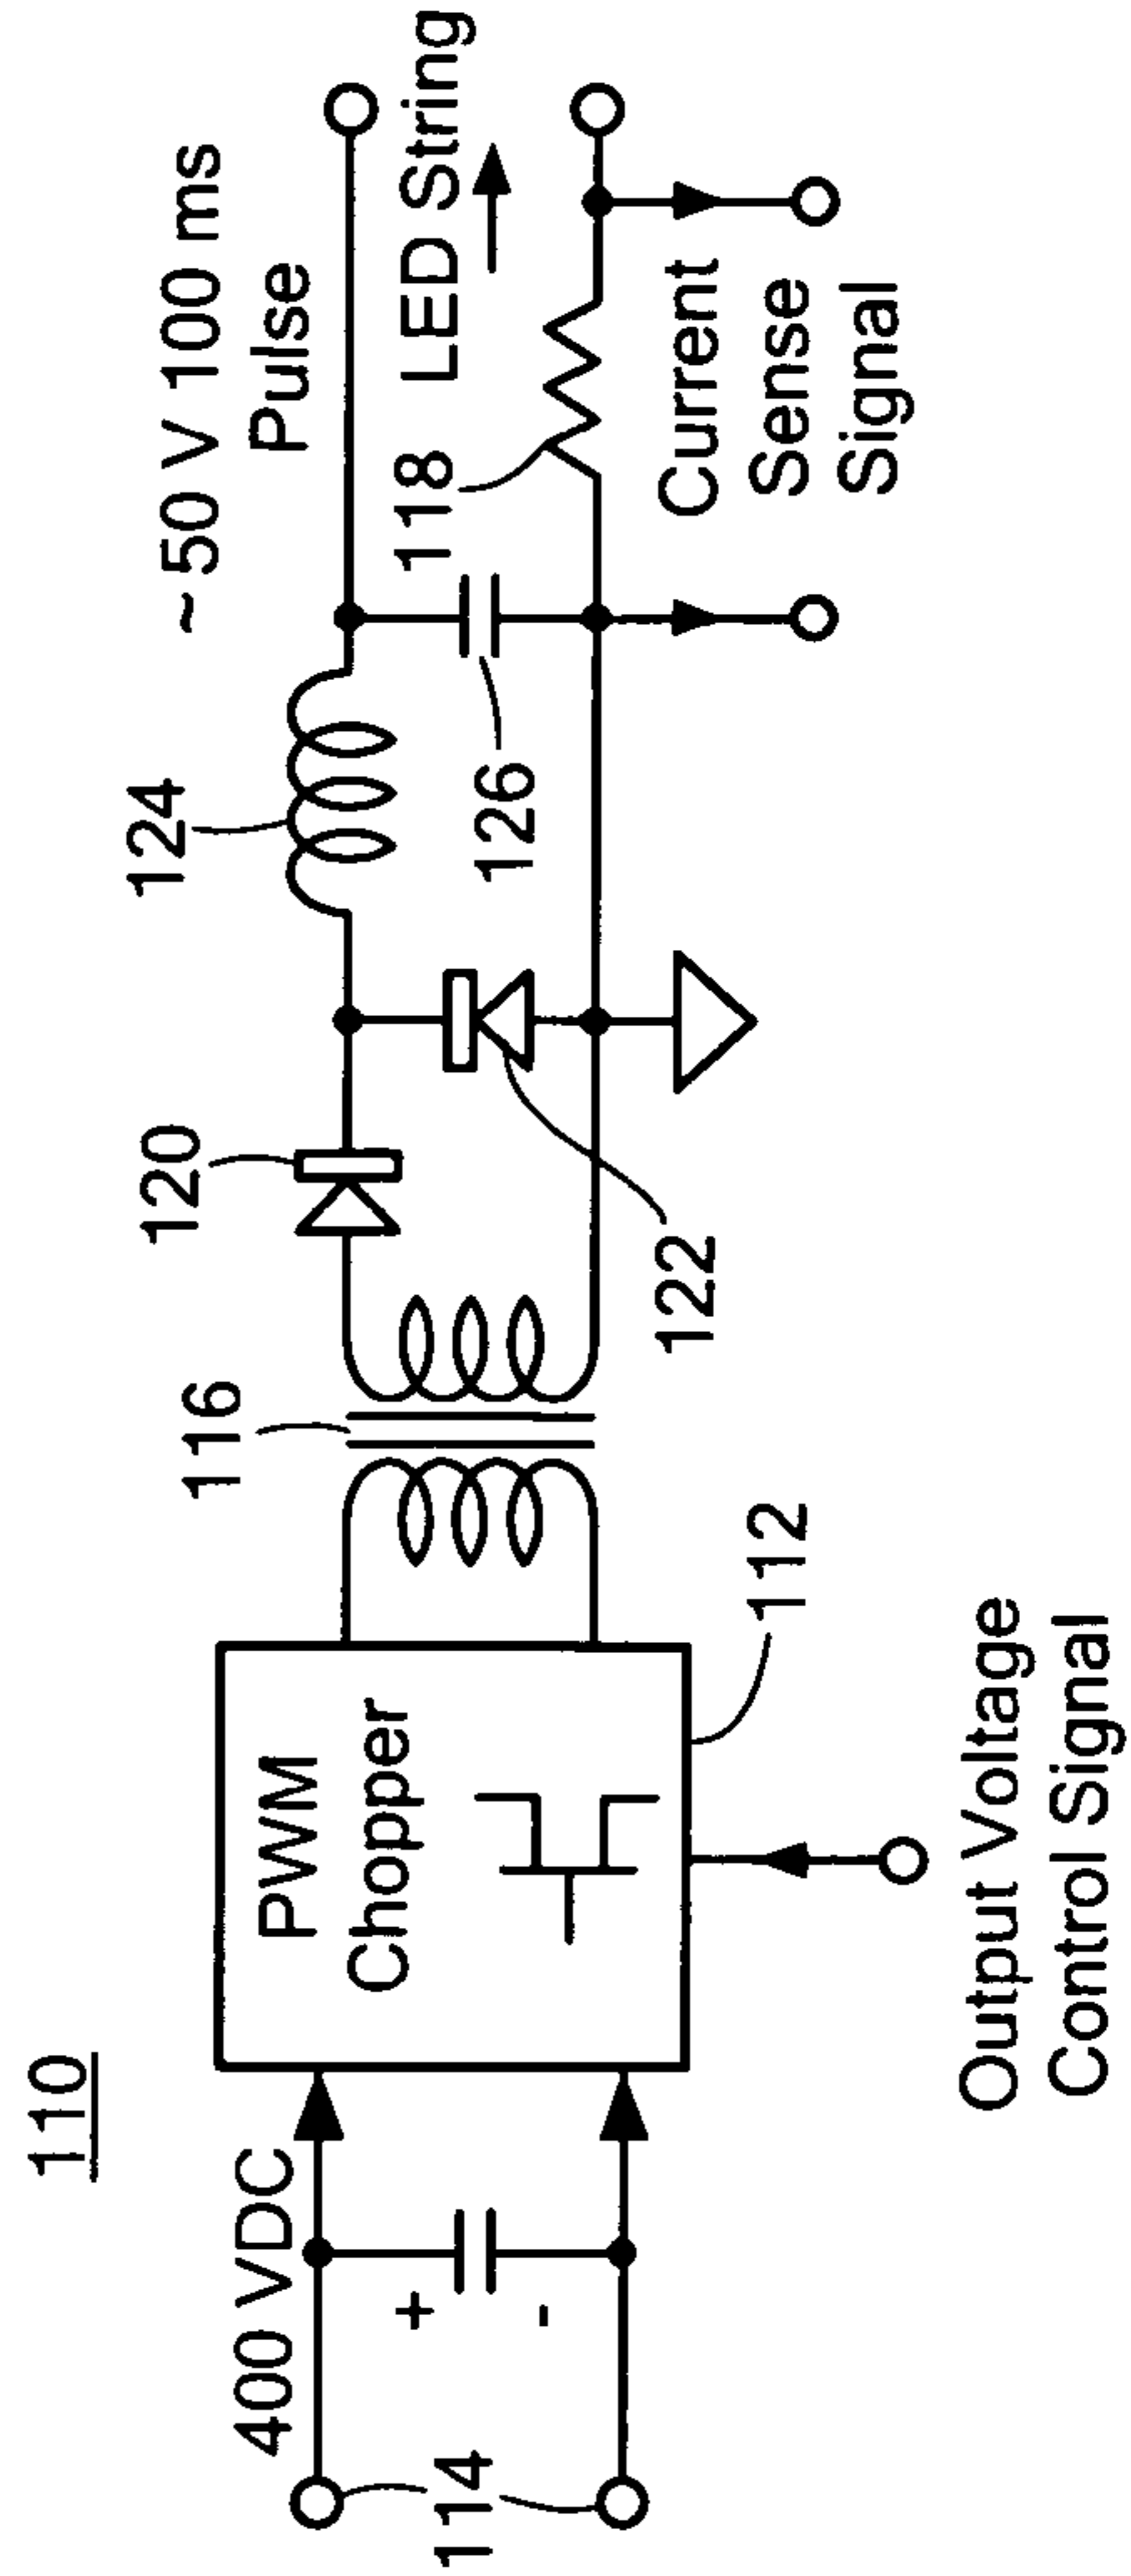 110
400 VDC
+
-
114
PWM
Chopper
112
Output Voltage
Control Signal
116
120
122
124
126
~50 V 100 ms
Pulse
118
LED String
Current
Sense
Signal